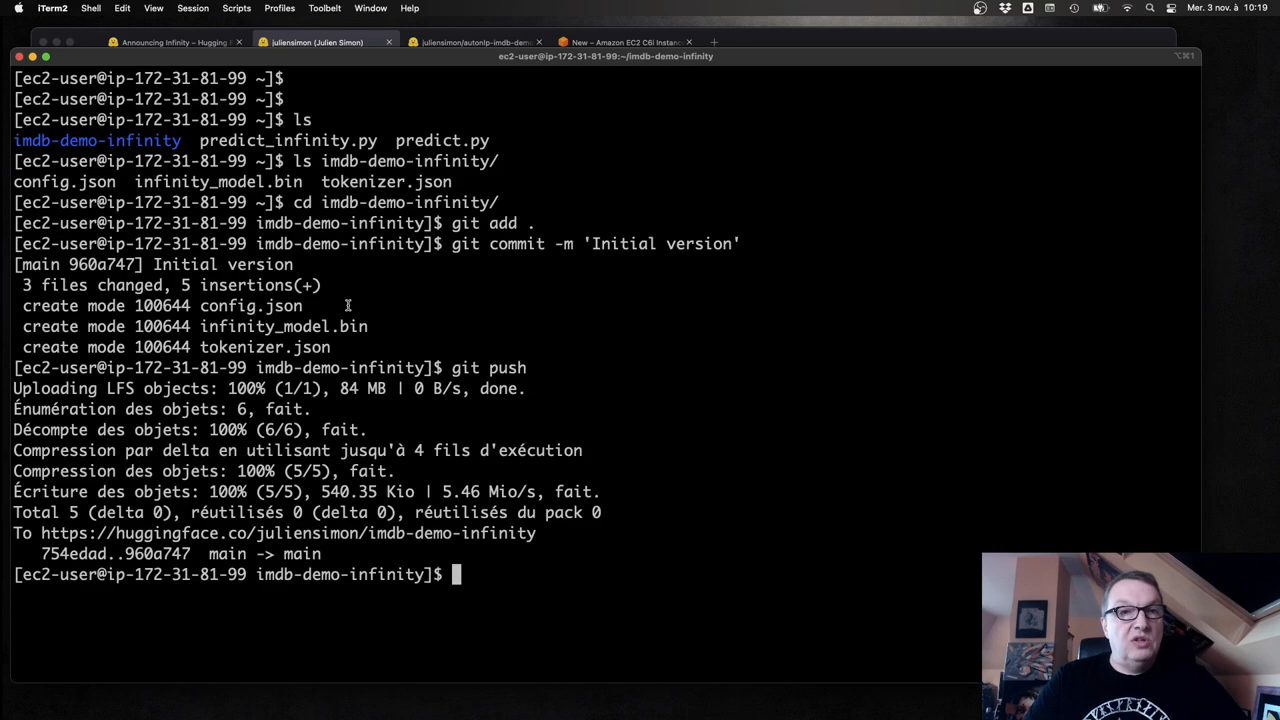 iTerm2 Shell Edit View Session Scripts Profiles Toolbelt Window Help Mer. 3 nov. à 10:19
Announcing Infinity – Hugging F juliensimon (Julien Simon) juliensimon/autonlp-imdb-demo New – Amazon EC2 C6i Instanc
ec2-user@ip-172-31-81-99:~/imdb-demo-infinity ⌥⌘1
[ec2-user@ip-172-31-81-99 ~]$
[ec2-user@ip-172-31-81-99 ~]$
[ec2-user@ip-172-31-81-99 ~]$ ls
imdb-demo-infinity predict_infinity.py predict.py
[ec2-user@ip-172-31-81-99 ~]$ ls imdb-demo-infinity/
config.json infinity_model.bin tokenizer.json
[ec2-user@ip-172-31-81-99 ~]$ cd imdb-demo-infinity/
[ec2-user@ip-172-31-81-99 imdb-demo-infinity]$ git add .
[ec2-user@ip-172-31-81-99 imdb-demo-infinity]$ git commit -m 'Initial version'
[main 960a747] Initial version
3 files changed, 5 insertions(+)
create mode 100644 config.json
create mode 100644 infinity_model.bin
create mode 100644 tokenizer.json
[ec2-user@ip-172-31-81-99 imdb-demo-infinity]$ git push
Uploading LFS objects: 100% (1/1), 84 MB | 0 B/s, done.
Énumération des objets: 6, fait.
Décompte des objets: 100% (6/6), fait.
Compression par delta en utilisant jusqu'à 4 fils d'exécution
Compression des objets: 100% (5/5), fait.
Écriture des objets: 100% (5/5), 540.35 Kio | 5.46 Mio/s, fait.
Total 5 (delta 0), réutilisés 0 (delta 0), réutilisés du pack 0
To https://huggingface.co/juliensimon/imdb-demo-infinity
754edad..960a747 main -> main
[ec2-user@ip-172-31-81-99 imdb-demo-infinity]$